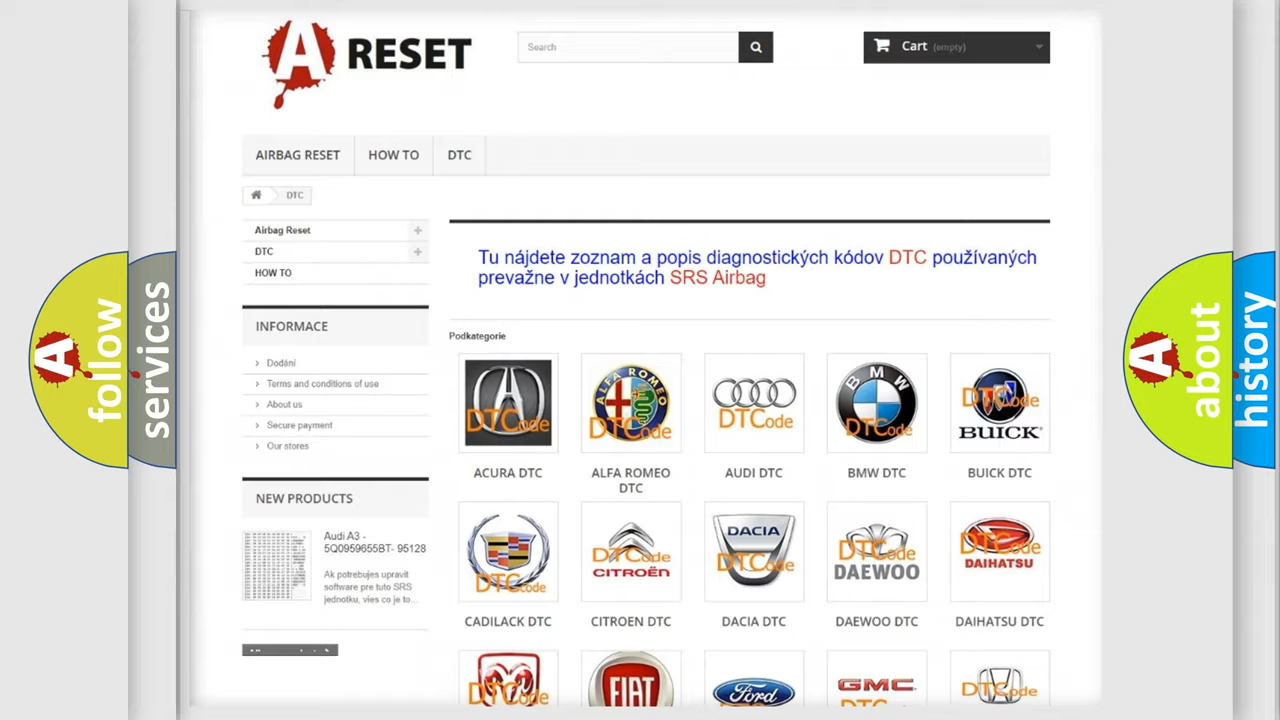 A RESET
Search
Cart (empty)
AIRBAG RESET
HOW TO
DTC
DTC
Airbag Reset
DTC
HOW TO
INFORMACE
Dodání
Terms and conditions of use
About us
Secure payment
Our stores
NEW PRODUCTS
Audi A3 -
5Q0959655BT- 95128
Ak potrebujes upravit
software pre tuto SRS
jednotku, vies co je to...
Tu nájdete zoznam a popis diagnostických kódov DTC používaných
prevažne v jednotkách SRS Airbag
Podkategorie
DTCode
ALFA ROMEO
DTCode
DTCode
BMW
DTCode
DTCode
BUICK
ACURA DTC
ALFA ROMEO
DTC
AUDI DTC
BMW DTC
BUICK DTC
DTCode
DTCode
CITROËN
DACIA
DTCode
DTCode
DAEWOO
DTCode
DAIHATSU
CADILACK DTC
CITROEN DTC
DACIA DTC
DAEWOO DTC
DAIHATSU DTC
DTCode
FIAT
Ford
GMC
DTCode
A follow
services
A about
history